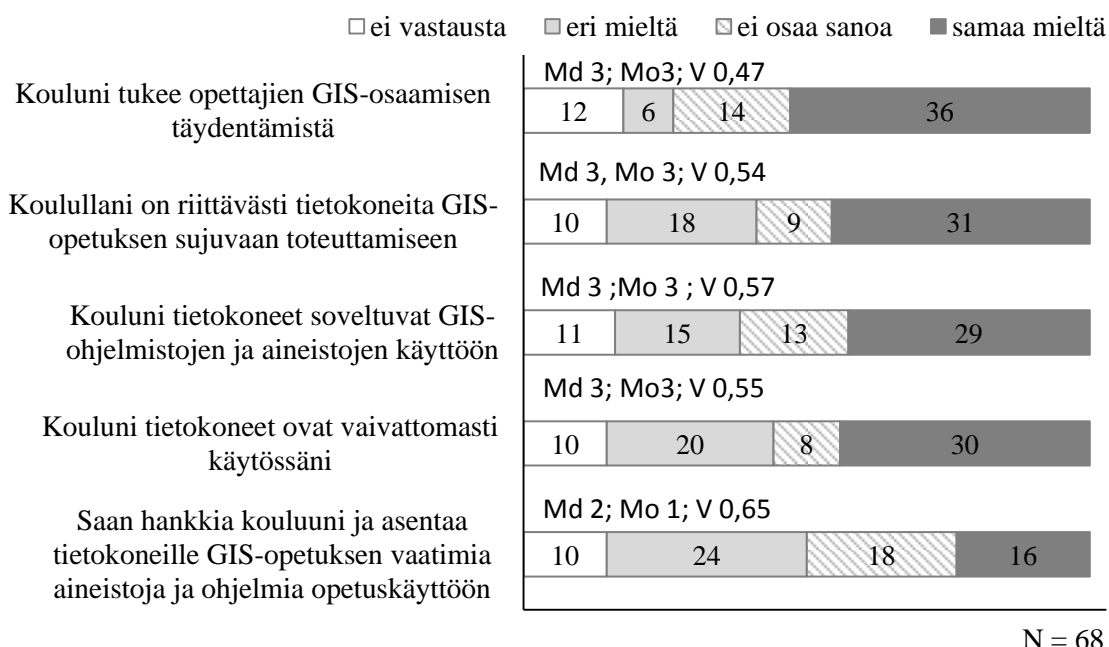 ei vastausta eri mieltä ei osaa sanoa samaa mieltä
Kouluni tukee opettajien GIS-osaamisen
täydentämistä
Md 3; Mo3; V 0,47
12 6 14 36
Koulullani on riittävästi tietokoneita GIS-
opetuksen sujuvaan toteuttamiseen
Md 3, Mo 3; V 0,54
10 18 9 31
Kouluni tietokoneet soveltuvat GIS-
ohjelmistojen ja aineistojen käyttöön
Md 3 ;Mo 3 ; V 0,57
11 15 13 29
Kouluni tietokoneet ovat vaivattomasti
käytössäni
Md 3; Mo3; V 0,55
10 20 8 30
Saan hankkia kouluuni ja asentaa
tietokoneille GIS-opetuksen vaatimia
aineistoja ja ohjelmia opetuskäyttöön
Md 2; Mo 1; V 0,65
10 24 18 16
N = 68